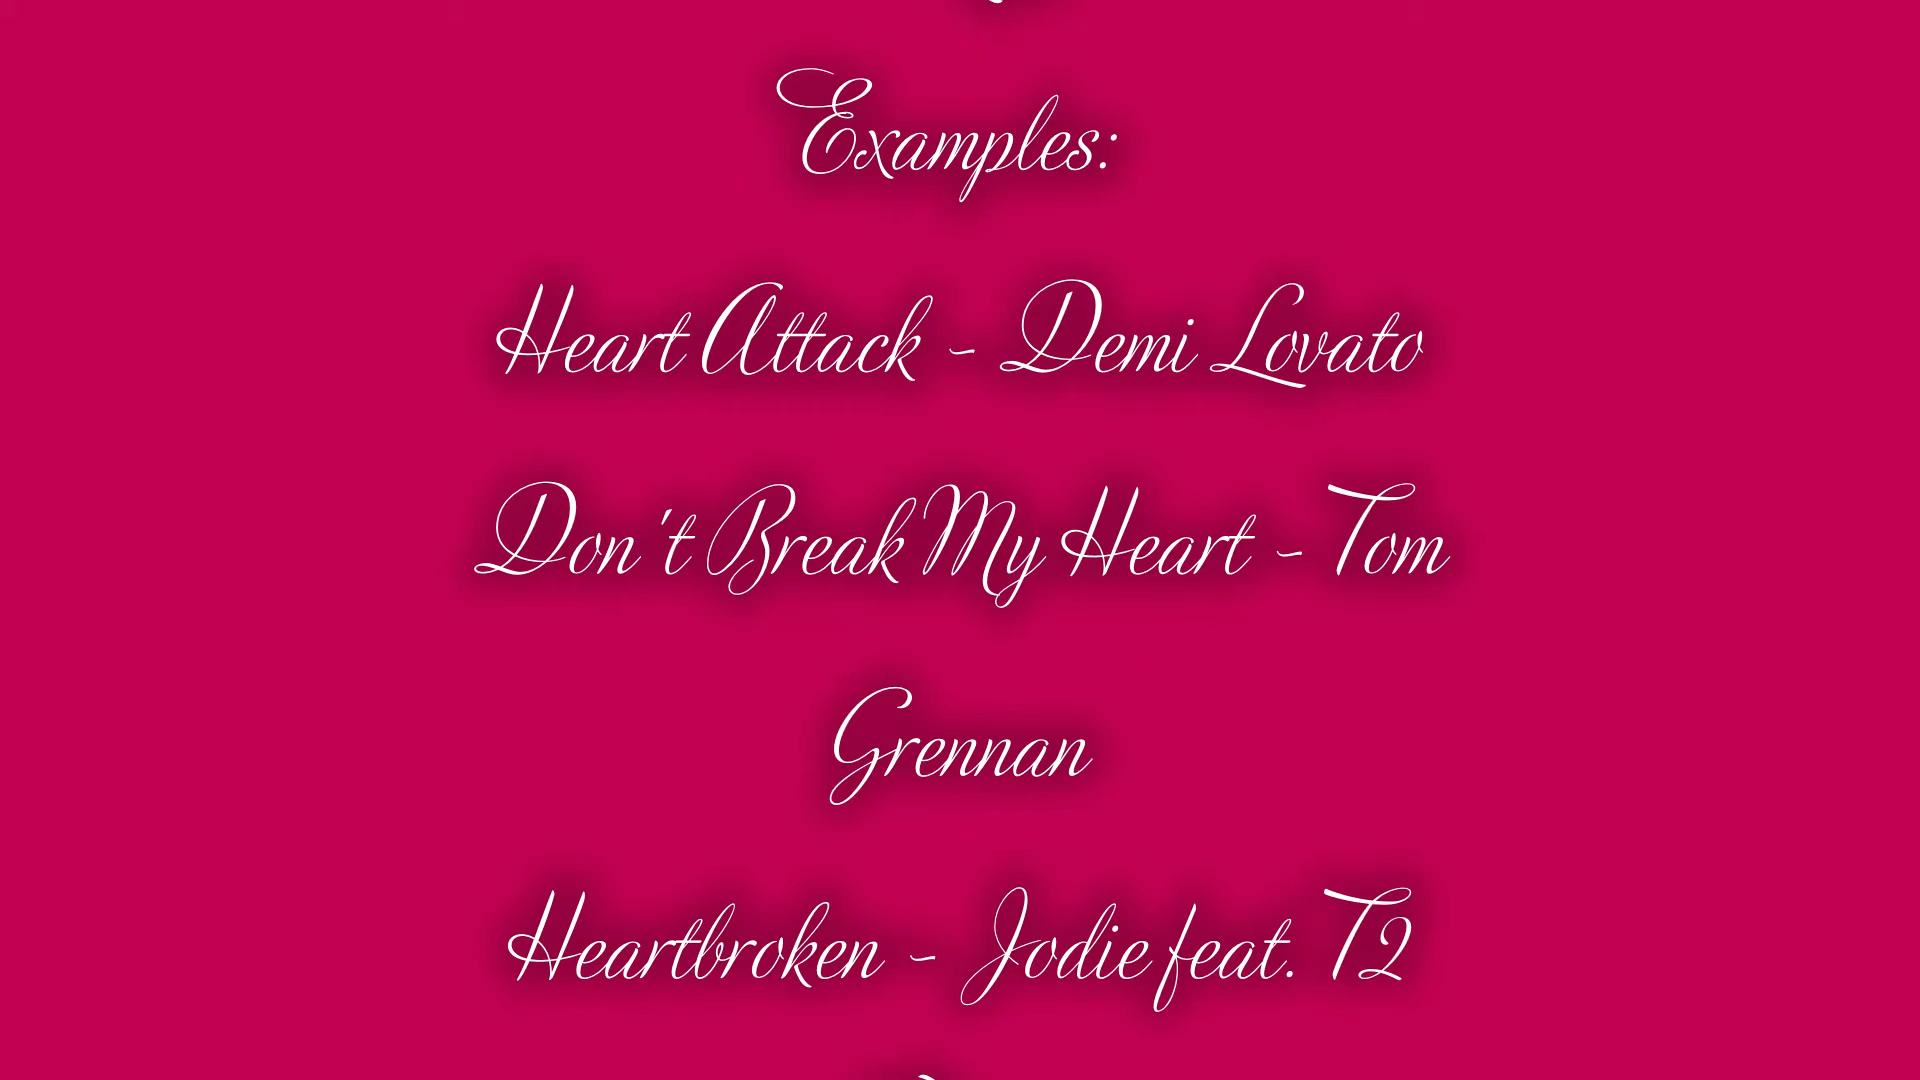 Examples:
Heart Attack - Demi Lovato
Don't Break My Heart - Tom
Grennan
Heartbroken - Jodie feat. T2